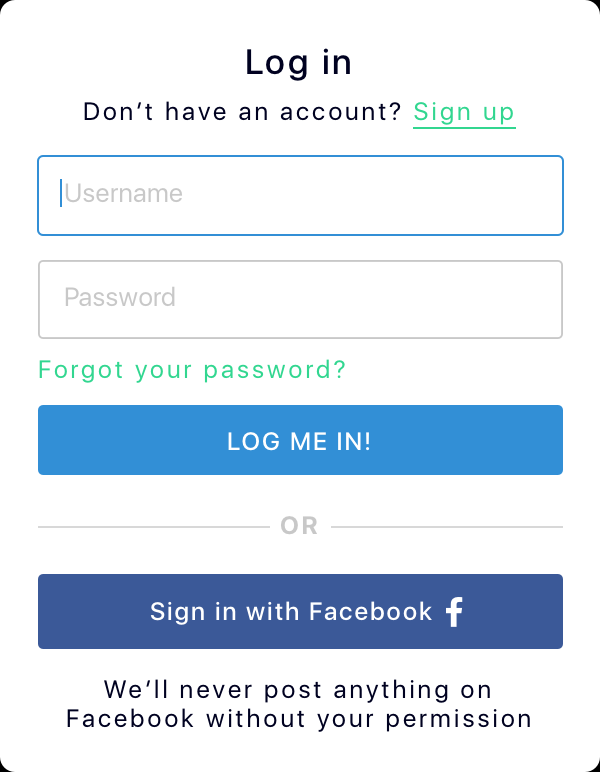 Log in
Don’t have an account? Sign up
Username
Password
Forgot your password?
LOG ME IN!
OR
Sign in with Facebook f
We’ll never post anything on
Facebook without your permission